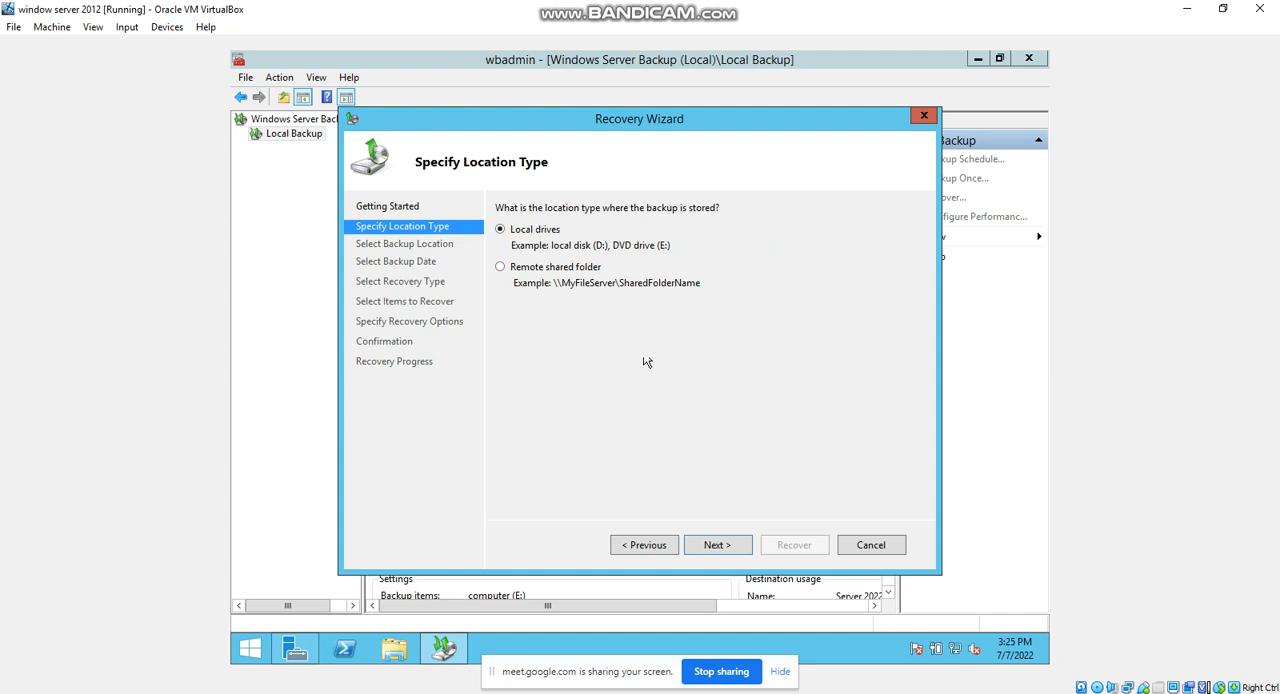 window server 2012 [Running] - Oracle VM VirtualBox
www.BANDICAM.com
File Machine View Input Devices Help
wbadmin - [Windows Server Backup (Local)\Local Backup]
File Action View Help
Windows Server Bac
Local Backup
Recovery Wizard
Specify Location Type
Getting Started
Specify Location Type
Select Backup Location
Select Backup Date
Select Recovery Type
Select Items to Recover
Specify Recovery Options
Confirmation
Recovery Progress
What is the location type where the backup is stored?
Local drives
Example: local disk (D:), DVD drive (E:)
Remote shared folder
Example: \\MyFileServer\SharedFolderName
< Previous
Next >
Recover
Cancel
Backup
kup Schedule...
kup Once...
over...
figure Performanc...
Settings
Backup items: computer (E:)
Destination usage
Name: Server 2022
3:25 PM
7/7/2022
meet.google.com is sharing your screen.
Stop sharing
Hide
Right Ctrl